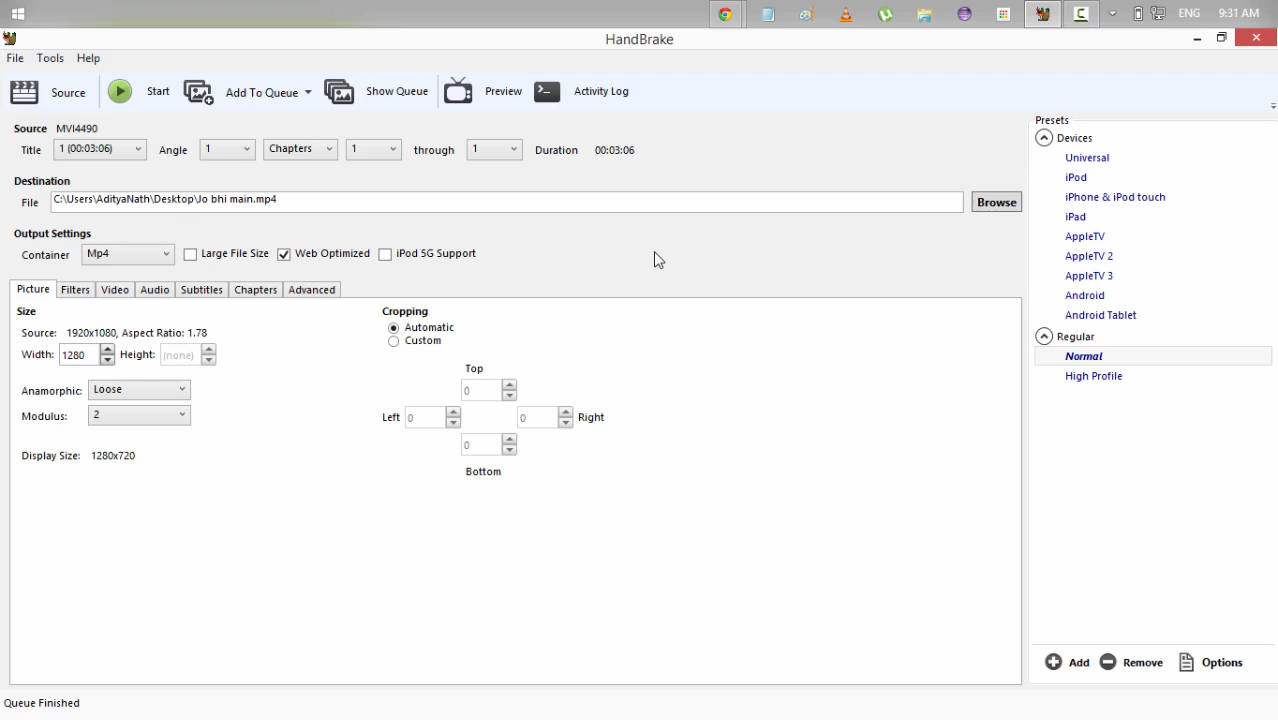 ENG 9:31 AM
HandBrake
File Tools Help
Source Start Add To Queue Show Queue Preview Activity Log
Source MVI4490
Title 1 (00:03:06) Angle 1 Chapters 1 through 1 Duration 00:03:06
Destination
File C:\Users\AdityaNath\Desktop\Jo bhi main.mp4 Browse
Output Settings
Container Mp4 Large File Size Web Optimized iPod 5G Support
Picture Filters Video Audio Subtitles Chapters Advanced
Size
Source: 1920x1080, Aspect Ratio: 1.78
Width: 1280 Height: (none)
Anamorphic: Loose
Modulus: 2
Display Size: 1280x720
Cropping
Automatic
Custom
Top
0
Left 0 0 Right
0
Bottom
Presets
Devices
Universal
iPod
iPhone & iPod touch
iPad
AppleTV
AppleTV 2
AppleTV 3
Android
Android Tablet
Regular
Normal
High Profile
Add Remove Options
Queue Finished